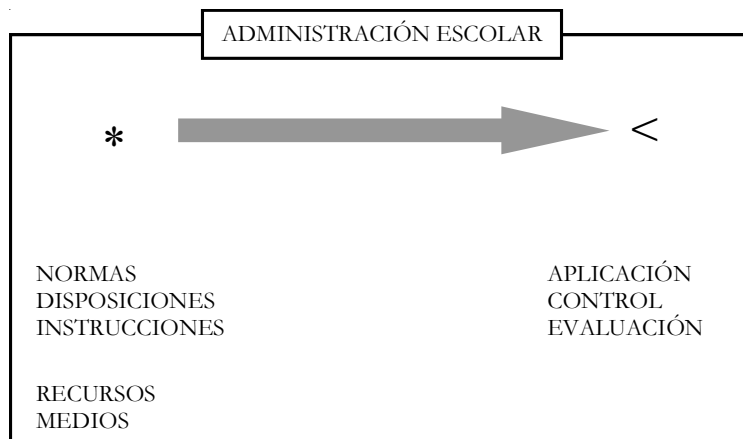 ADMINISTRACIÓN ESCOLAR
* <
NORMAS
DISPOSICIONES
INSTRUCCIONES
APLICACIÓN
CONTROL
EVALUACIÓN
RECURSOS
MEDIOS